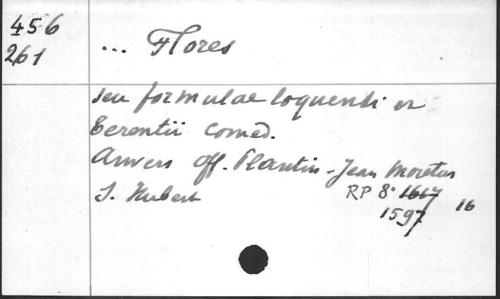 456
261
... Flores
seu formulae loquendi ex
Terentii comed.
Anvers off. Plantin - Jean Moretus
S. Hubert RP 8° 1617 16
1597